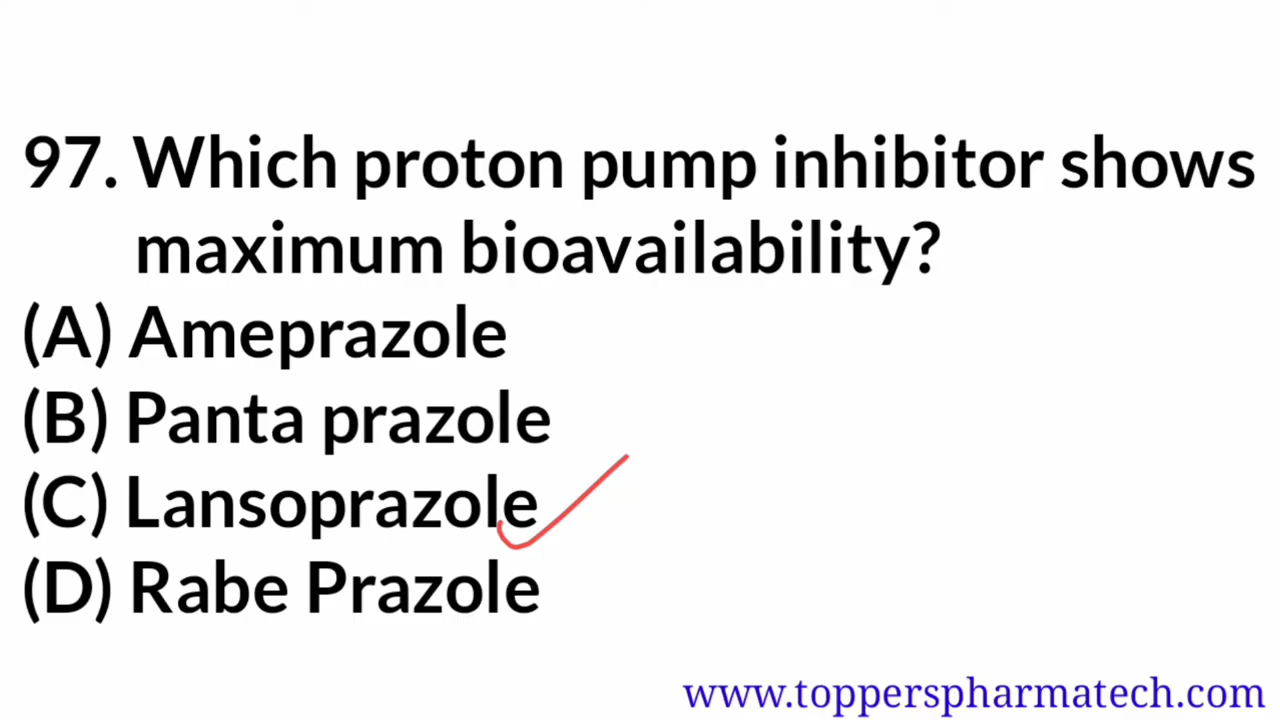 97. Which proton pump inhibitor shows
maximum bioavailability?
(A) Ameprazole
(B) Panta prazole
(C) Lansoprazole
(D) Rabe Prazole
www.topperspharmatech.com